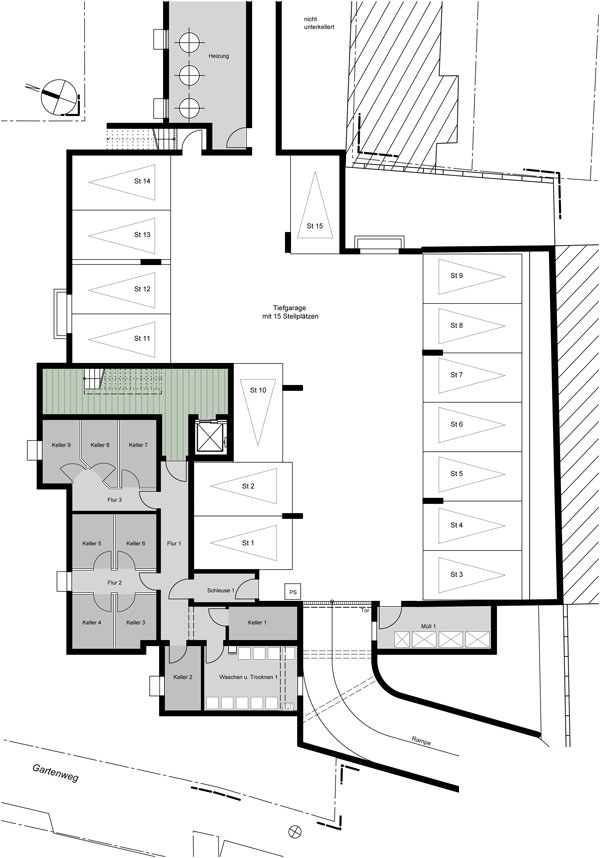 nicht
unterkellert
Heizung
St 14
St 13
St 12
St 11
St 15
Tiefgarage
mit 15 Stellplätzen
St 9
St 8
St 7
St 6
St 5
St 4
St 3
St 10
St 2
St 1
Keller 9
Keller 8
Keller 7
Flur 3
Flur 1
Keller 5
Keller 6
Flur 2
Keller 4
Keller 3
Schleuse 1
PS
Tor
Müll 1
Keller 1
Keller 2
Waschen u. Trocknen 1
Rampe
Gartenweg